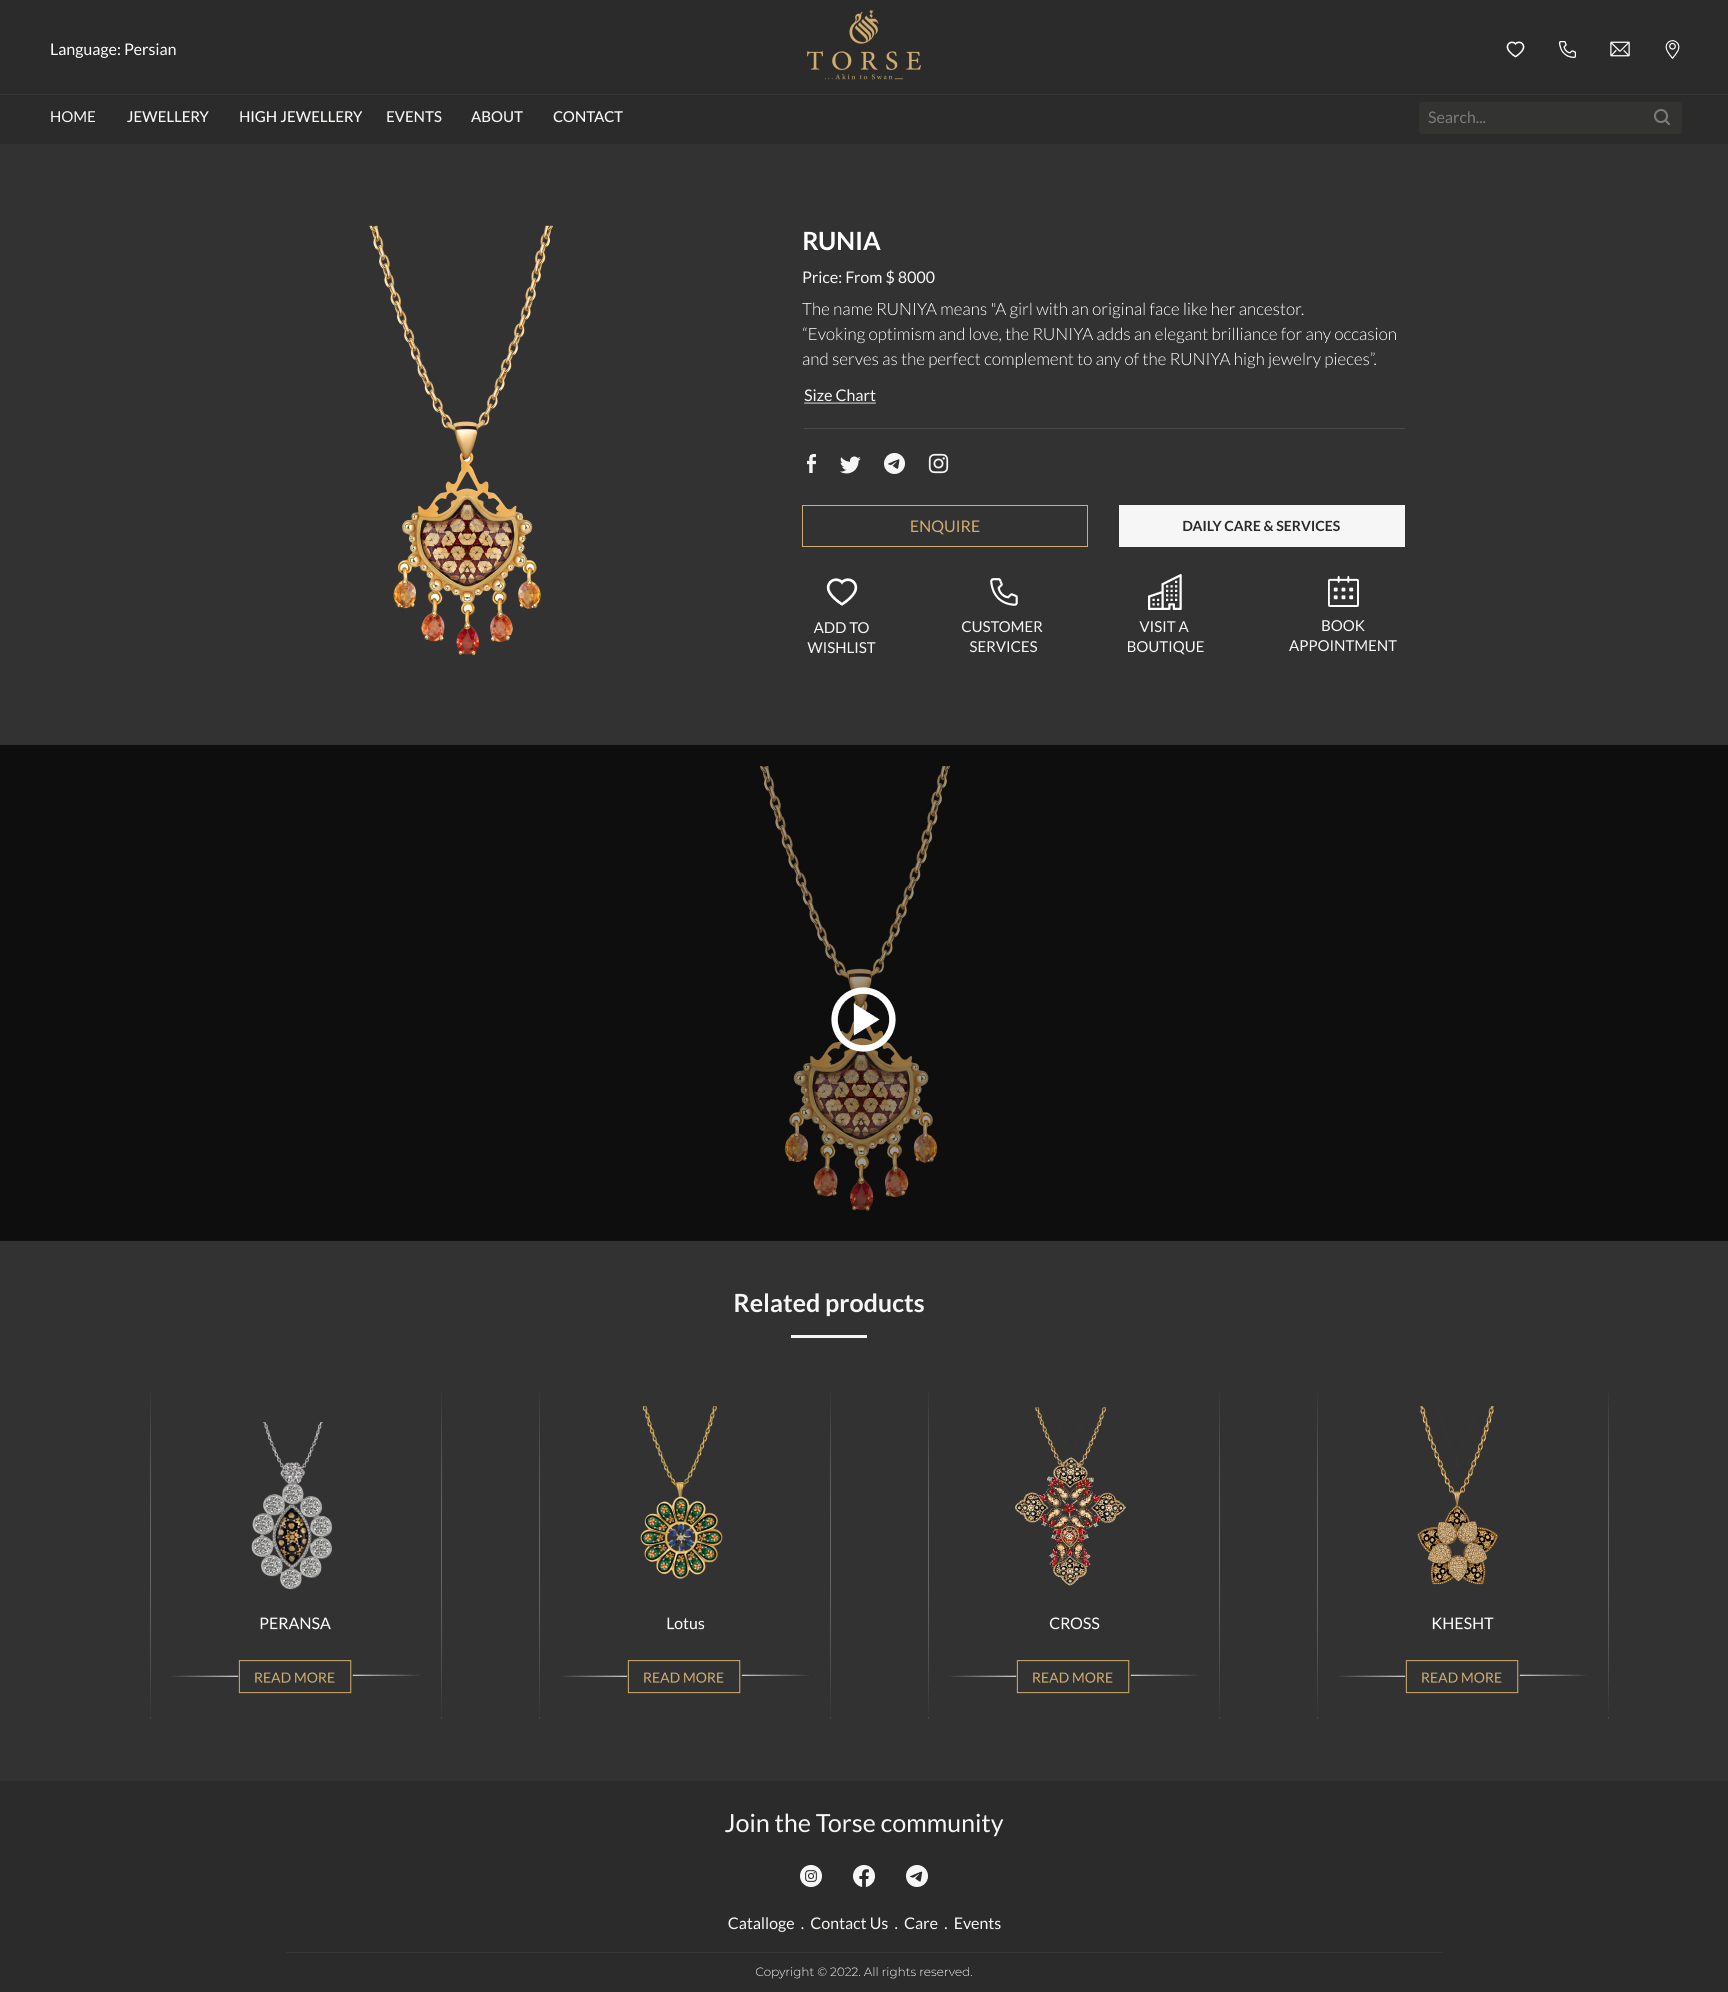 Language: Persian
TORSE
...Akin to Swan...
HOME JEWELLERY HIGH JEWELLERY EVENTS ABOUT CONTACT
Search...
RUNIA
Price: From $ 8000
The name RUNIYA means "A girl with an original face like her ancestor.
“Evoking optimism and love, the RUNIYA adds an elegant brilliance for any occasion
and serves as the perfect complement to any of the RUNIYA high jewelry pieces”.
Size Chart
ENQUIRE
DAILY CARE & SERVICES
ADD TO
WISHLIST
CUSTOMER
SERVICES
VISIT A
BOUTIQUE
BOOK
APPOINTMENT
Related products
PERANSA
READ MORE
Lotus
READ MORE
CROSS
READ MORE
KHESHT
READ MORE
Join the Torse community
Catalloge . Contact Us . Care . Events
Copyright © 2022. All rights reserved.